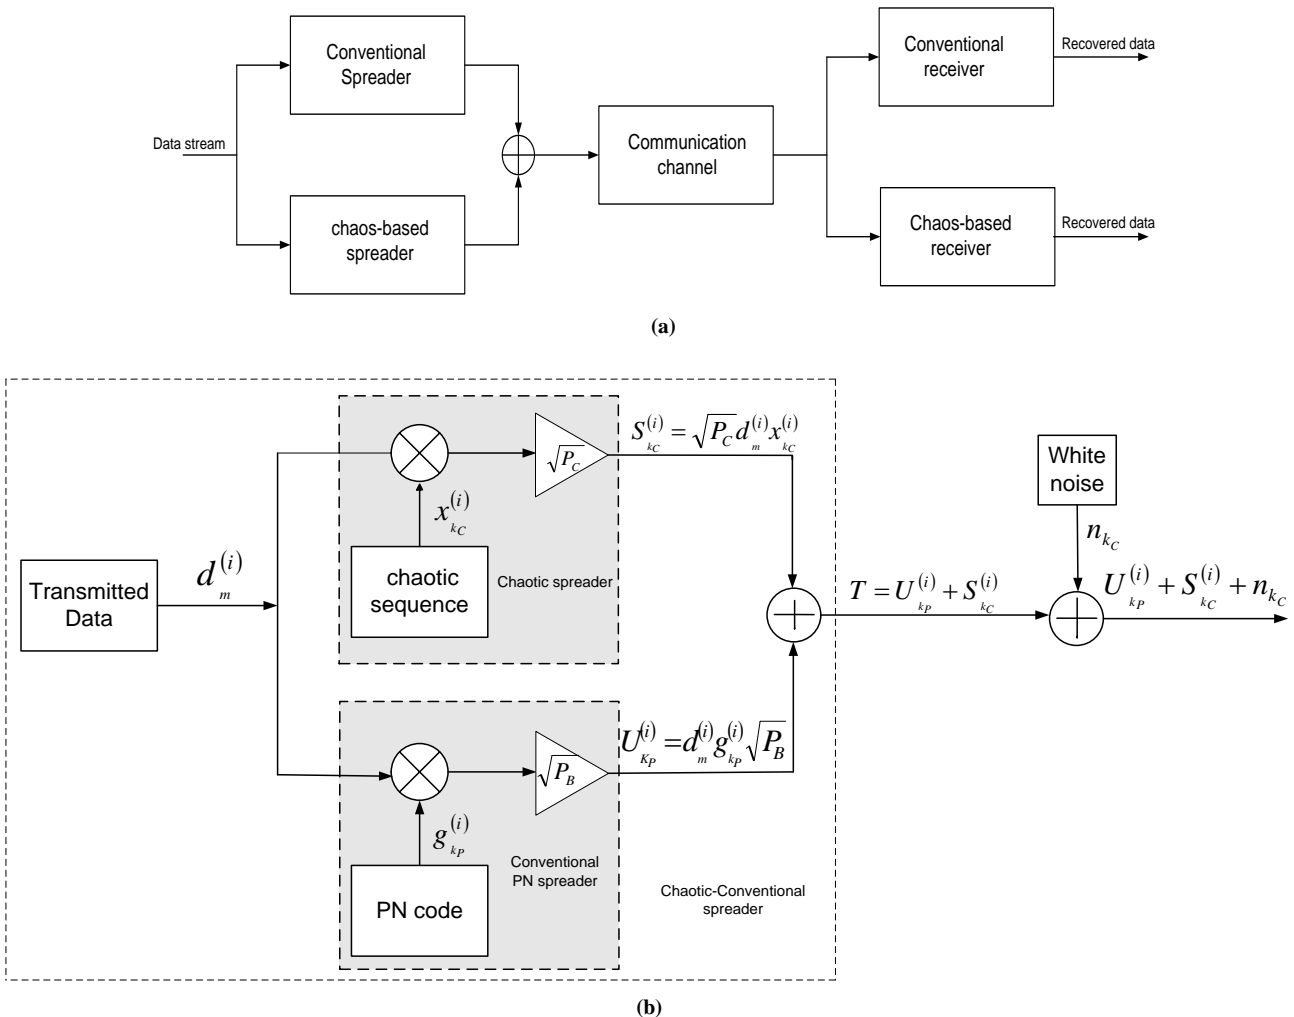 Conventional
Spreader
Conventional
receiver
Recovered data
Data stream
Communication
channel
chaos-based
spreader
Chaos-based
receiver
Recovered data
(a)
Transmitted
Data
d_m^{(i)}
x_{k_C}^{(i)}
chaotic
sequence
√P_C
Chaotic spreader
S_{k_C}^{(i)} = √P_C d_m^{(i)} x_{k_C}^{(i)}
g_{k_P}^{(i)}
PN code
√P_B
Conventional
PN spreader
U_{K_P}^{(i)} = d_m^{(i)} g_{k_P}^{(i)} √P_B
Chaotic-Conventional
spreader
T = U_{k_P}^{(i)} + S_{k_C}^{(i)}
White
noise
n_{k_C}
U_{k_P}^{(i)} + S_{k_C}^{(i)} + n_{k_C}
(b)